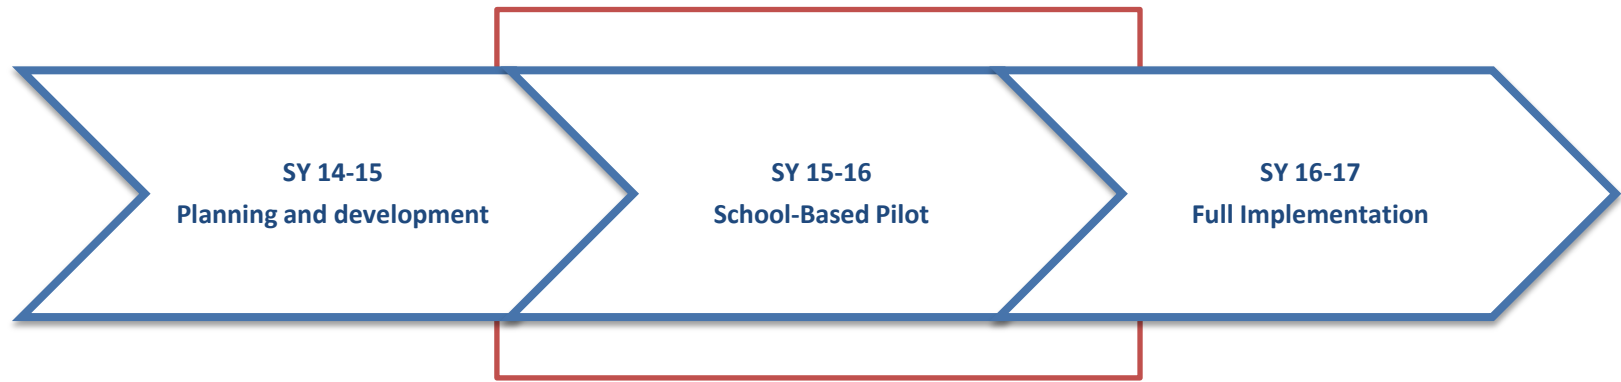 SY 14-15
Planning and development
SY 15-16
School-Based Pilot
SY 16-17
Full Implementation